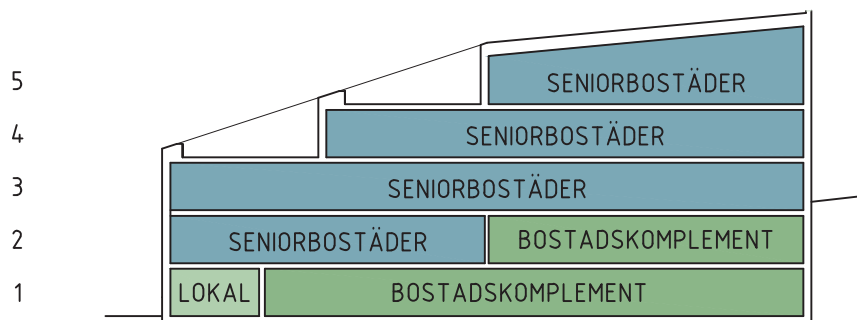 5 SENIORBOSTÄDER
4 SENIORBOSTÄDER
3 SENIORBOSTÄDER
2 SENIORBOSTÄDER BOSTADSKOMPLEMENT
1 LOKAL BOSTADSKOMPLEMENT